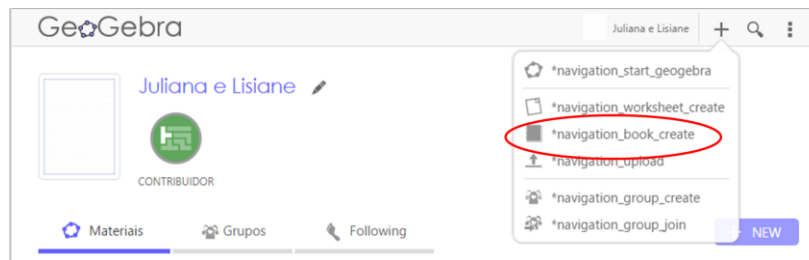 GeoGebra
Juliana e Lisiane
Juliana e Lisiane
CONTRIBUIDOR
Materiais
Grupos
Following
*navigation_start_geogebra
*navigation_worksheet_create
*navigation_book_create
*navigation_upload
*navigation_group_create
*navigation_group_join
+ NEW